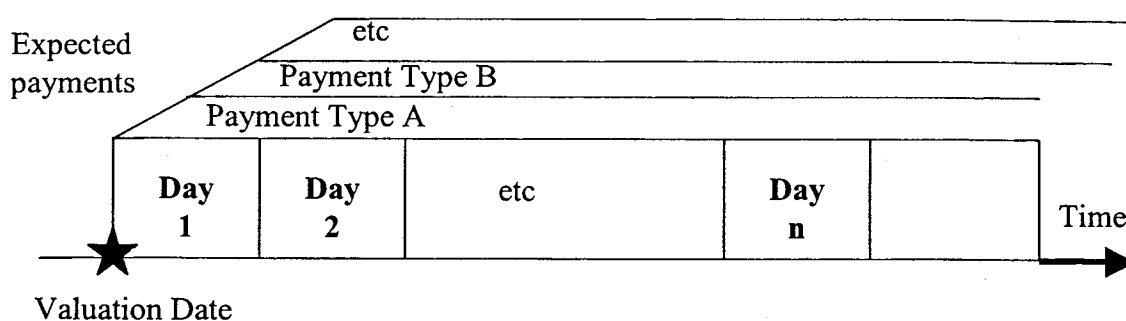 etc
Expected
payments
Payment Type B
Payment Type A
Day
1
Day
2
etc
Day
n
Time
Valuation Date